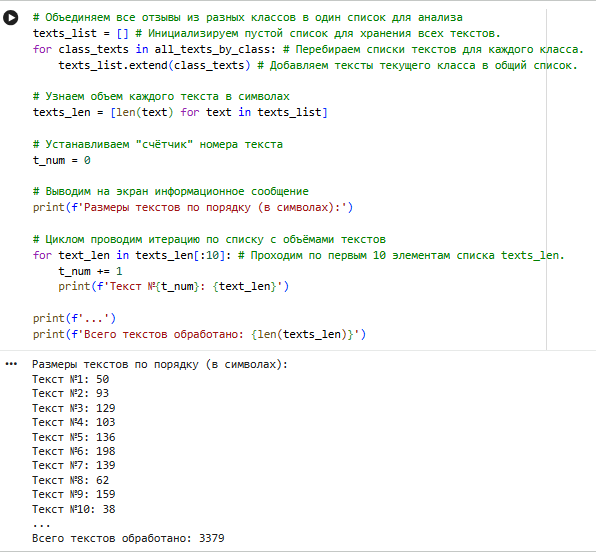 # Объединяем все отзывы из разных классов в один список для анализа
texts_list = [] # Инициализируем пустой список для хранения всех текстов.
for class_texts in all_texts_by_class: # Перебираем списки текстов для каждого класса.
    texts_list.extend(class_texts) # Добавляем тексты текущего класса в общий список.

# Узнаем объем каждого текста в символах
texts_len = [len(text) for text in texts_list]

# Устанавливаем "счётчик" номера текста
t_num = 0

# Выводим на экран информационное сообщение
print(f'Размеры текстов по порядку (в символах):')

# Циклом проводим итерацию по списку с объёмами текстов
for text_len in texts_len[:10]: # Проходим по первым 10 элементам списка texts_len.
    t_num += 1
    print(f'Текст №{t_num}: {text_len}')

print(f'...')
print(f'Всего текстов обработано: {len(texts_len)}')
Размеры текстов по порядку (в символах):
Текст №1: 50
Текст №2: 93
Текст №3: 129
Текст №4: 103
Текст №5: 136
Текст №6: 198
Текст №7: 139
Текст №8: 62
Текст №9: 159
Текст №10: 38
...
Всего текстов обработано: 3379